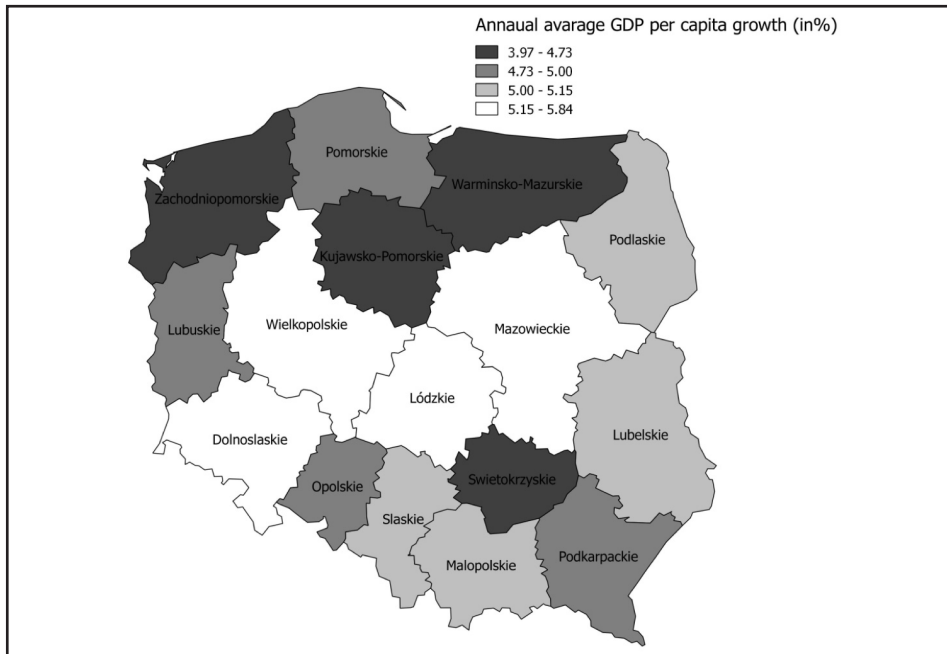 Annaual avarage GDP per capita growth (in%)
3.97 - 4.73
4.73 - 5.00
5.00 - 5.15
5.15 - 5.84
Pomorskie
Warminsko-Mazurskie
Zachodniopomorskie
Podlaskie
Kujawsko-Pomorskie
Wielkopolskie
Mazowieckie
Lubuskie
Lódzkie
Dolnoslaskie
Lubelskie
Opolskie
Swietokrzyskie
Slaskie
Podkarpackie
Malopolskie